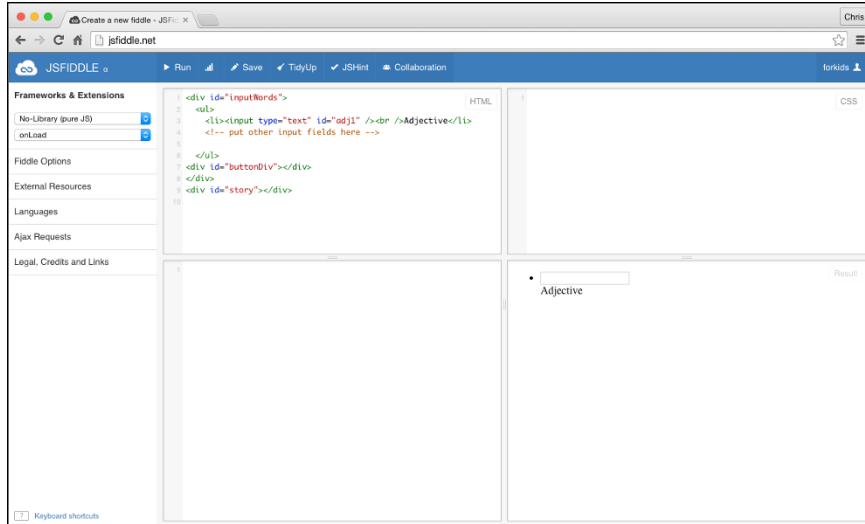 Create a new fiddle - JSFid
Chris
jsfiddle.net
JSFIDDLE α
Run
Save
TidyUp
JSHint
Collaboration
forkids
Frameworks & Extensions
No-Library (pure JS)
onLoad
Fiddle Options
External Resources
Languages
Ajax Requests
Legal, Credits and Links
? Keyboard shortcuts
HTML
1 <div id="inputWords">
2 <ul>
3 <li><input type="text" id="adj1" /><br />Adjective</li>
4 <!-- put other input fields here -->
5
6 </ul>
7 <div id="buttonDiv"></div>
8 </div>
9 <div id="story"></div>
10
1
CSS
1
Result
Adjective